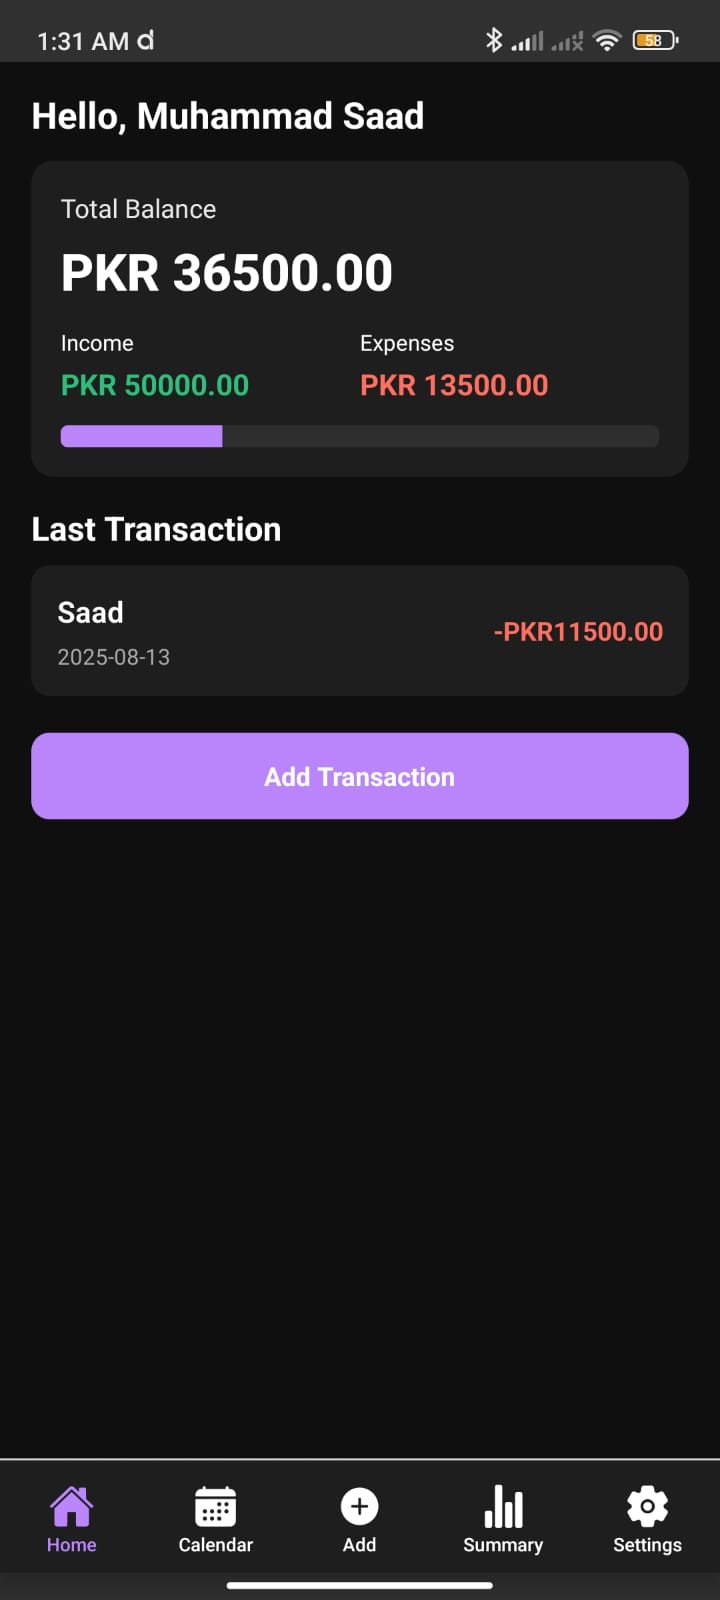 1:31 AM d
58
Hello, Muhammad Saad
Total Balance
PKR 36500.00
Income Expenses
PKR 50000.00 PKR 13500.00
Last Transaction
Saad
-PKR11500.00
2025-08-13
Add Transaction
Home Calendar Add Summary Settings